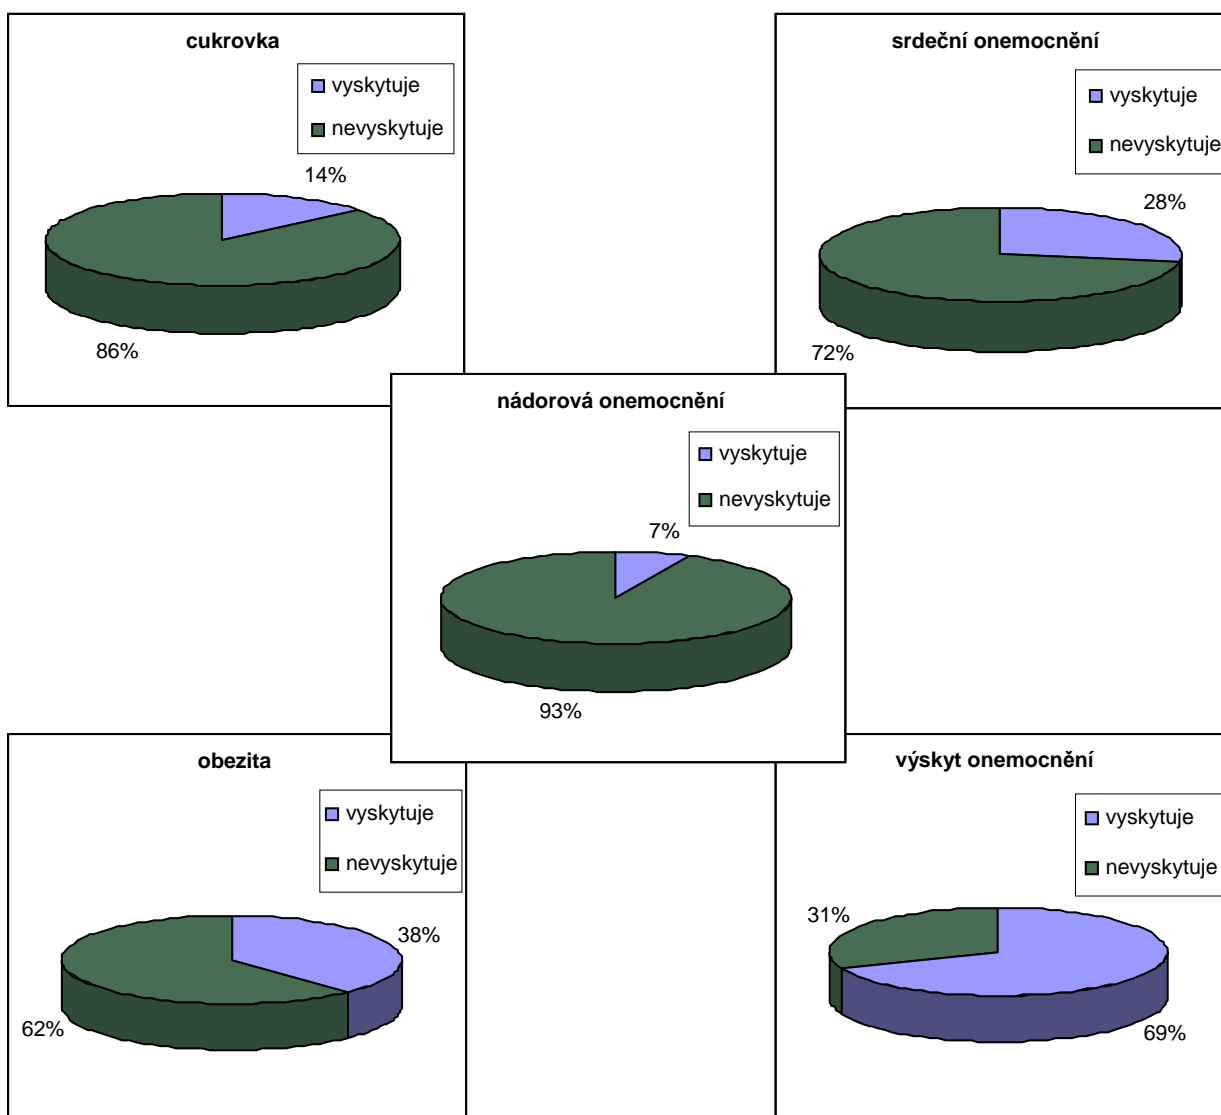 cukrovka
vyskytuje
nevyskytuje
14%
86%
srdeční onemocnění
vyskytuje
nevyskytuje
28%
72%
nádorová onemocnění
vyskytuje
nevyskytuje
7%
93%
obezita
vyskytuje
nevyskytuje
38%
62%
výskyt onemocnění
vyskytuje
nevyskytuje
31%
69%